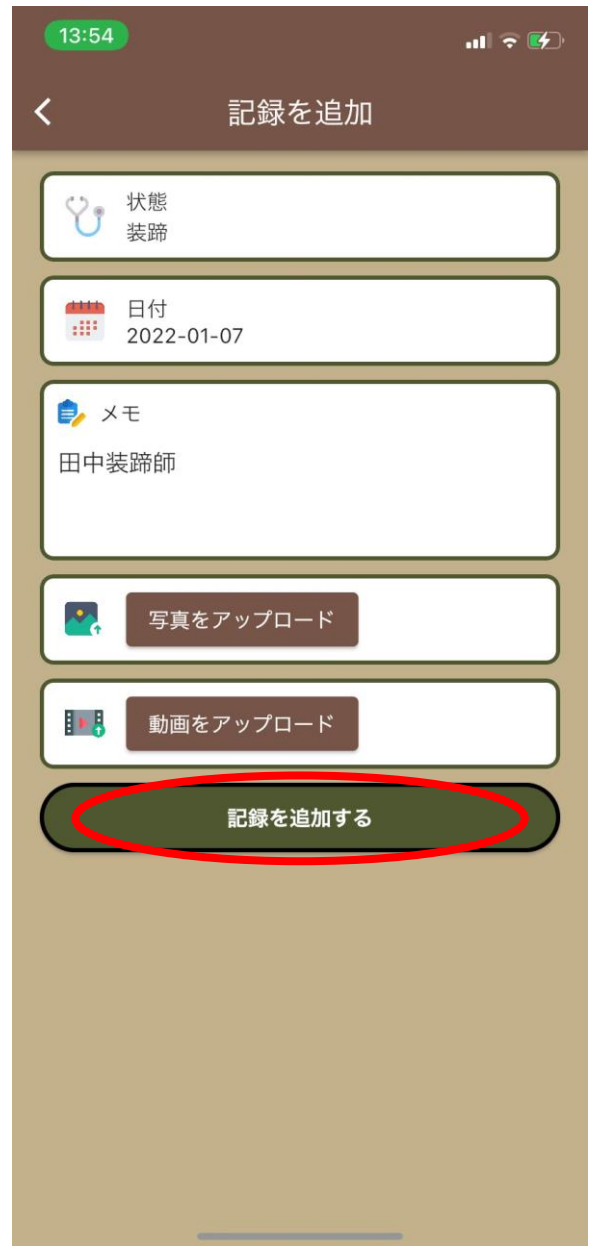 13:54
記録を追加
状態
装蹄
日付
2022-01-07
メモ
田中装蹄師
写真をアップロード
動画をアップロード
記録を追加する